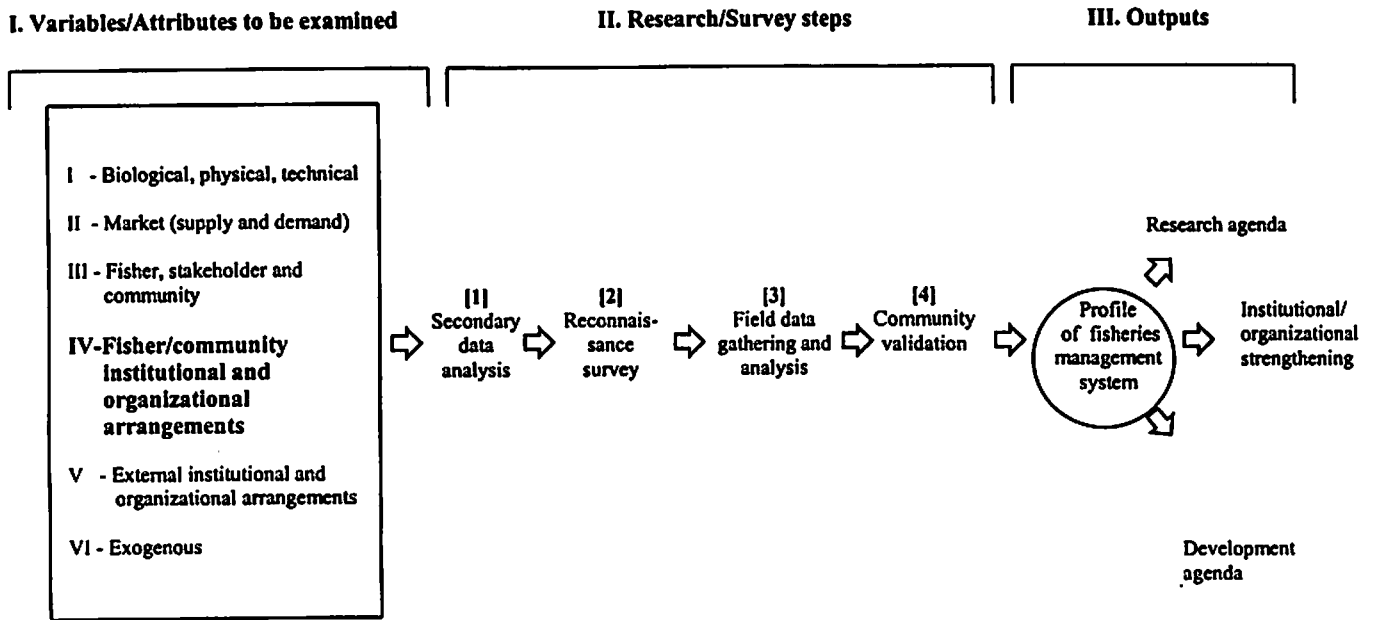 I. Variables/Attributes to be examined
II. Research/Survey steps
III. Outputs
I - Biological, physical, technical
II - Market (supply and demand)
III - Fisher, stakeholder and
community
IV-Fisher/community
institutional and
organizational
arrangements
V - External institutional and
organizational arrangements
VI - Exogenous
[1]
Secondary
data
analysis
[2]
Reconnais-
sance
survey
[3]
Field data
gathering and
analysis
[4]
Community
validation
Profile
of fisheries
management
system
Research agenda
Institutional/
organizational
strengthening
Development
agenda